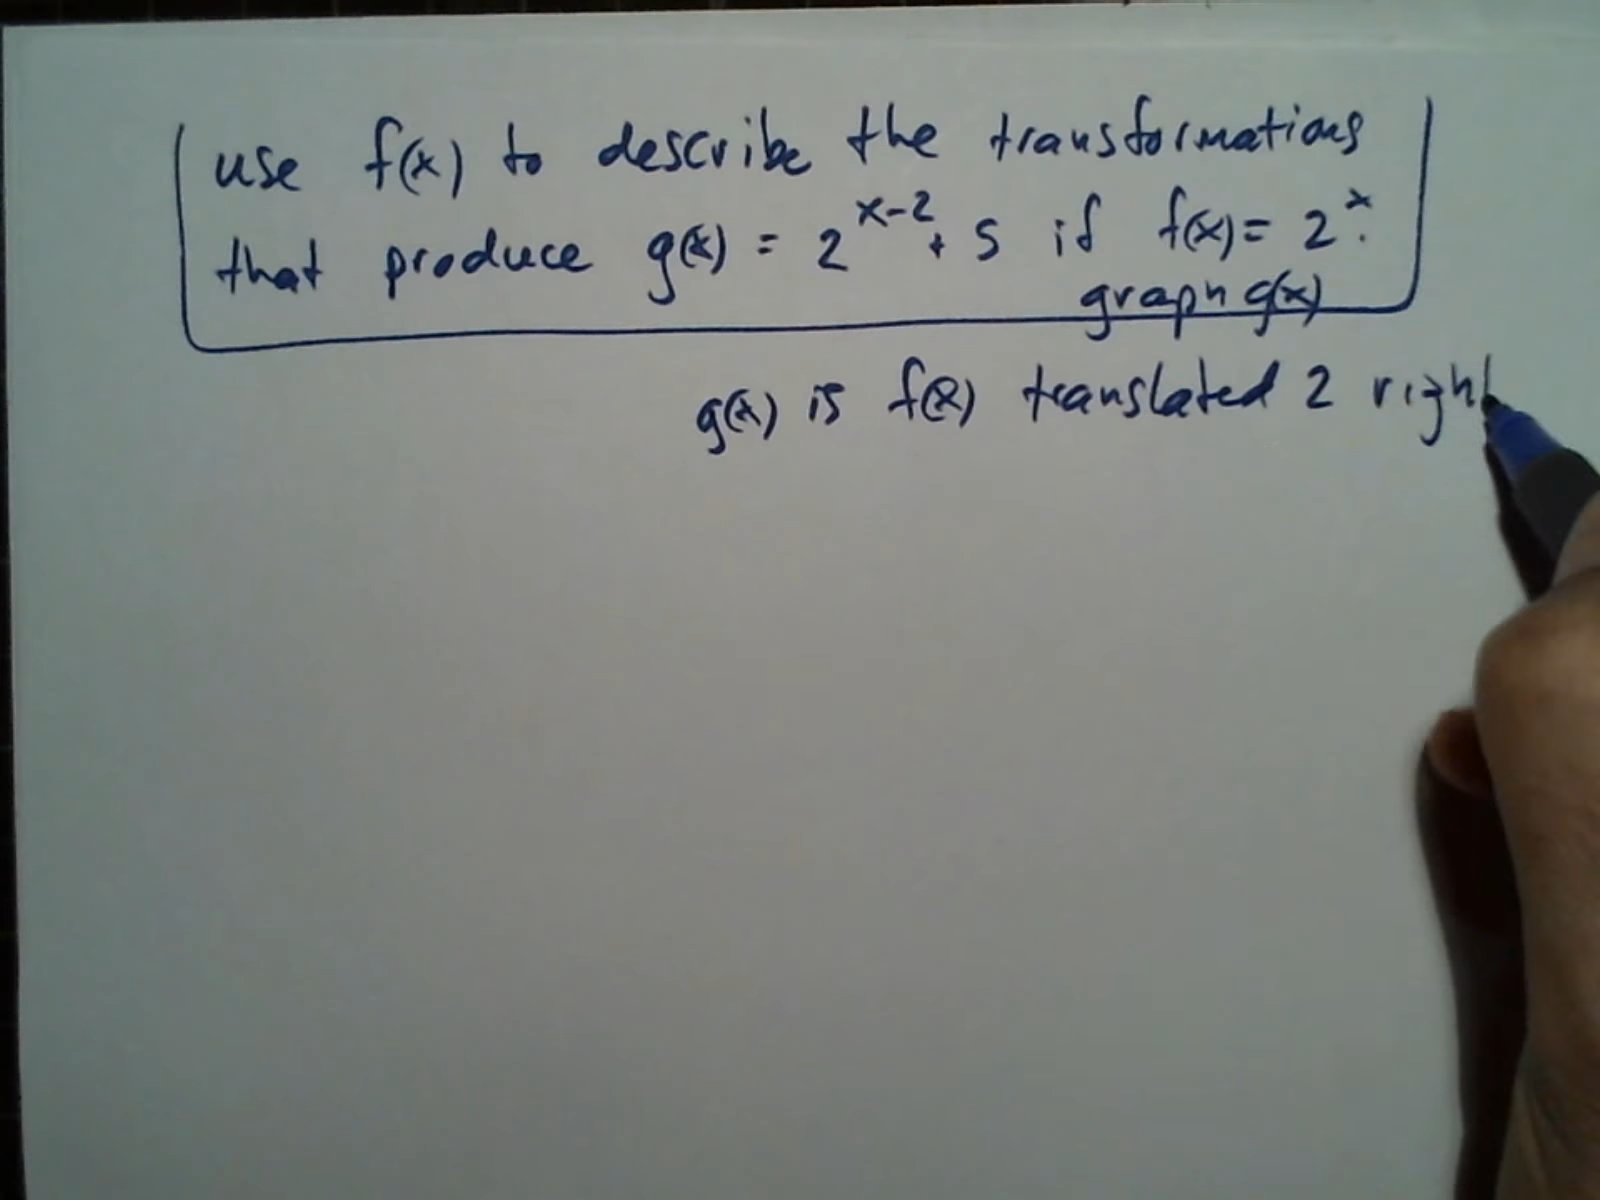 use f(x) to describe the transformations
that produce g(x) = 2^{x-2} + 5 if f(x) = 2^x.
graph g(x)
g(x) is f(x) translated 2 right